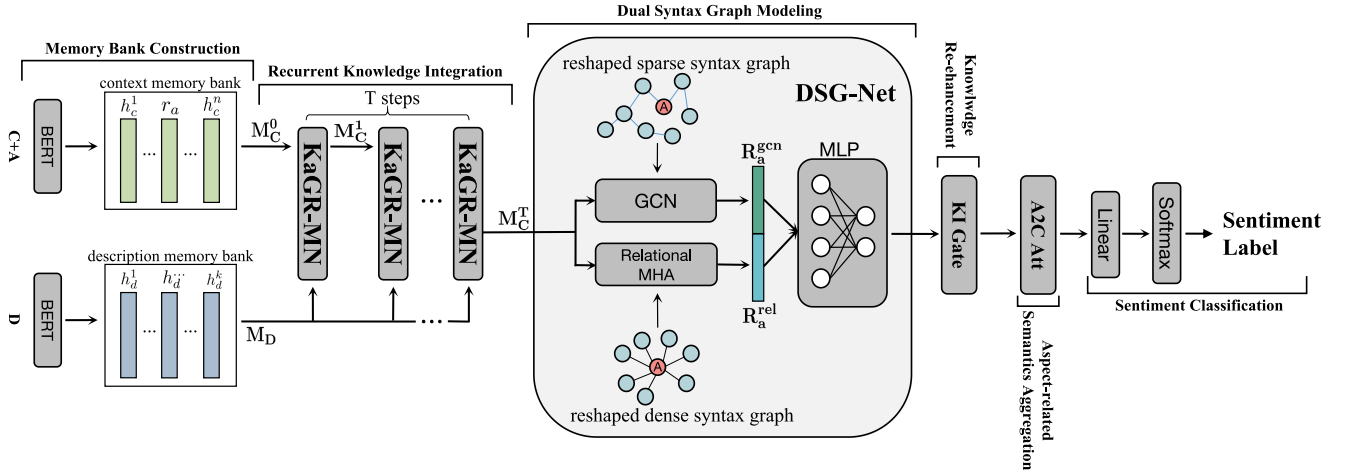 Dual Syntax Graph Modeling
Memory Bank Construction
context memory bank
h_c^1 r_a h_c^n
... ...
C+A
BERT
Recurrent Knowledge Integration
T steps
M_C^0
KaGR-MN
M_C^1
KaGR-MN
...
KaGR-MN
M_C^T
description memory bank
h_d^1 h_d^... h_d^k
... ...
D
BERT
M_D
...
reshaped sparse syntax graph
A
DSG-Net
GCN
Relational
MHA
R_a^gcn
R_a^rel
MLP
A
reshaped dense syntax graph
Knowlwdge
Re-ehancement
KI Gate
A2C Att
Aspect-related
Semantics Aggregation
Linear
Softmax
Sentiment
Label
Sentiment Classification